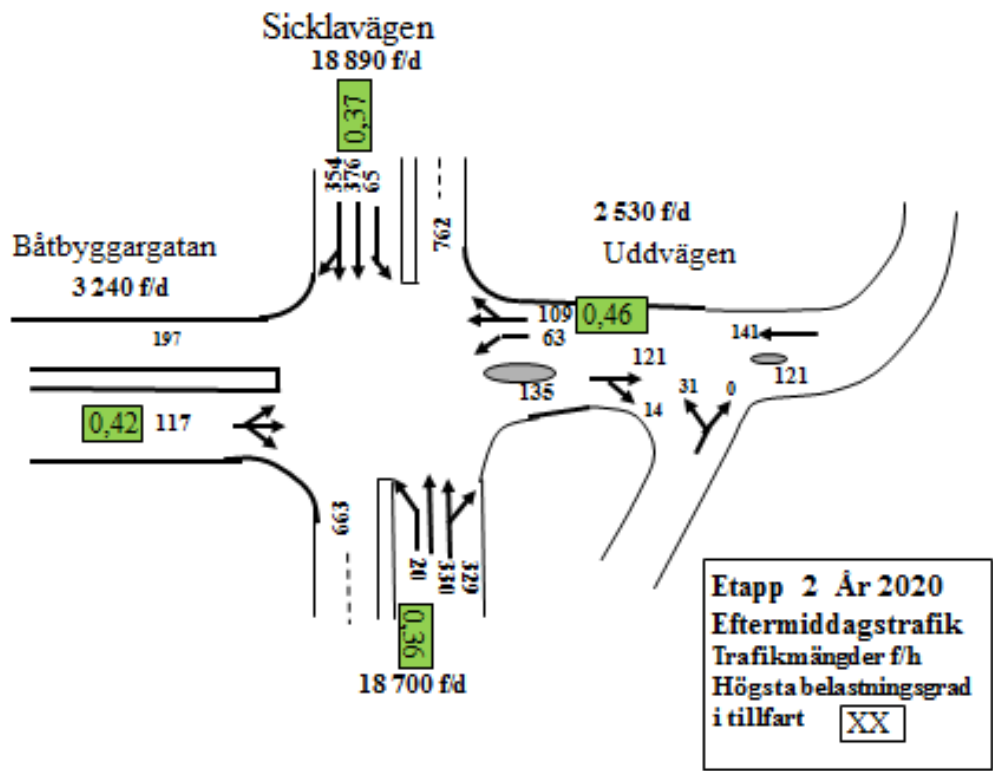 Sicklavägen
18 890 f/d
0,37
354
376
65
762
2 530 f/d
Uddvägen
Båtbyggargatan
3 240 f/d
197
109
0,46
63
141
121
121
135
31
0
14
0,42
117
663
20
330
329
0,36
18 700 f/d
Etapp 2 År 2020
Eftermiddagstrafik
Trafikmängder f/h
Högsta belastningsgrad
i tillfart XX